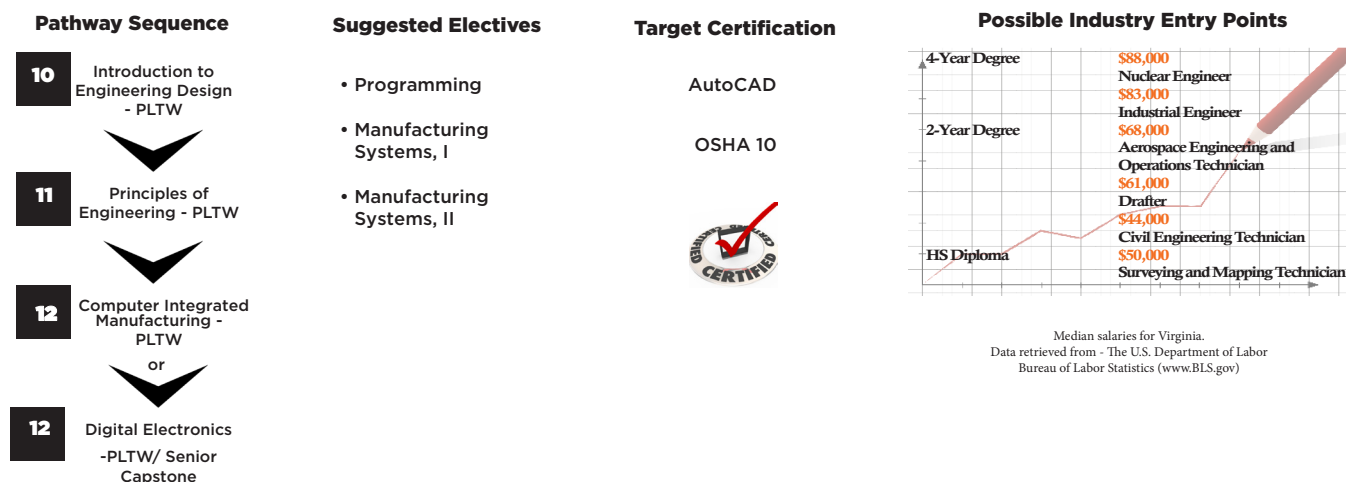 Pathway Sequence
10
Introduction to
Engineering Design
- PLTW
11
Principles of
Engineering - PLTW
12
Computer Integrated
Manufacturing -
PLTW
or
12
Digital Electronics
-PLTW/ Senior
Capstone
Suggested Electives
• Programming
• Manufacturing
Systems, I
• Manufacturing
Systems, II
Target Certification
AutoCAD
OSHA 10
CERTIFIED
CERTIFIED
CERTIFIED
Possible Industry Entry Points
4-Year Degree
$88,000
Nuclear Engineer
$83,000
Industrial Engineer
2-Year Degree
$68,000
Aerospace Engineering and
Operations Technician
$61,000
Drafter
$44,000
Civil Engineering Technician
HS Diploma
$50,000
Surveying and Mapping Technician
Median salaries for Virginia.
Data retrieved from - The U.S. Department of Labor
Bureau of Labor Statistics (www.BLS.gov)